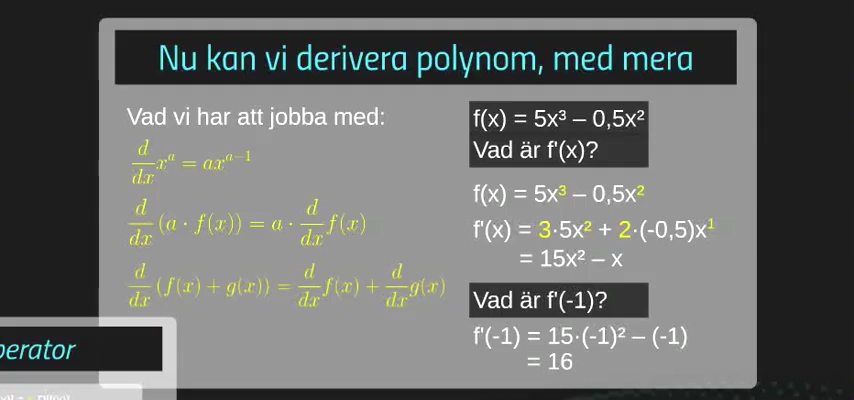 Nu kan vi derivera polynom, med mera
Vad vi har att jobba med:
d/dx xᵃ = axᵃ⁻¹
d/dx (a · f(x)) = a · d/dx f(x)
d/dx (f(x) + g(x)) = d/dx f(x) + d/dx g(x)
f(x) = 5x³ – 0,5x²
Vad är f'(x)?
f(x) = 5x³ – 0,5x²
f'(x) = 3·5x² + 2·(-0,5)x¹
= 15x² – x
Vad är f'(-1)?
f'(-1) = 15·(-1)² – (-1)
= 16
perator